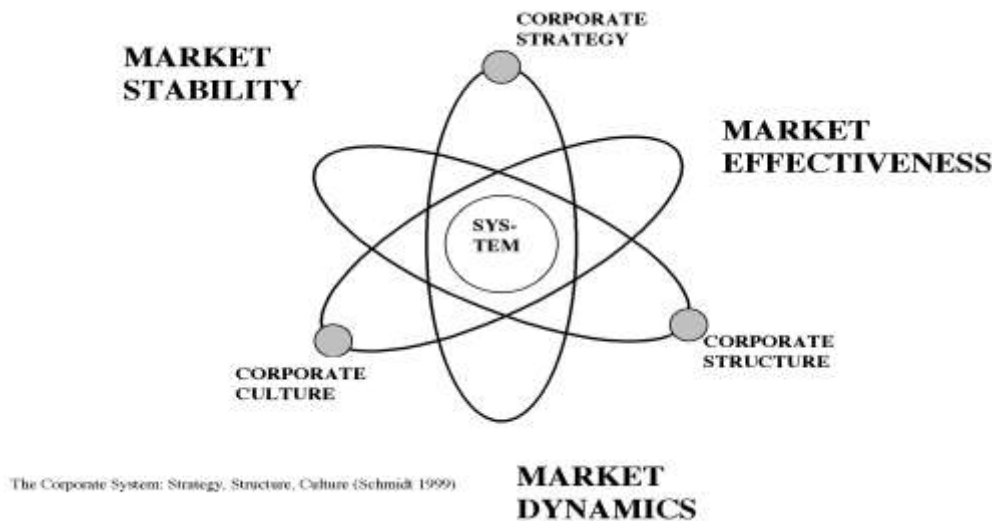 CORPORATE
STRATEGY
MARKET
STABILITY
MARKET
EFFECTIVENESS
SYS-
TEM
CORPORATE
STRUCTURE
CORPORATE
CULTURE
The Corporate System: Strategy, Structure, Culture (Schmidt 1999)
MARKET
DYNAMICS